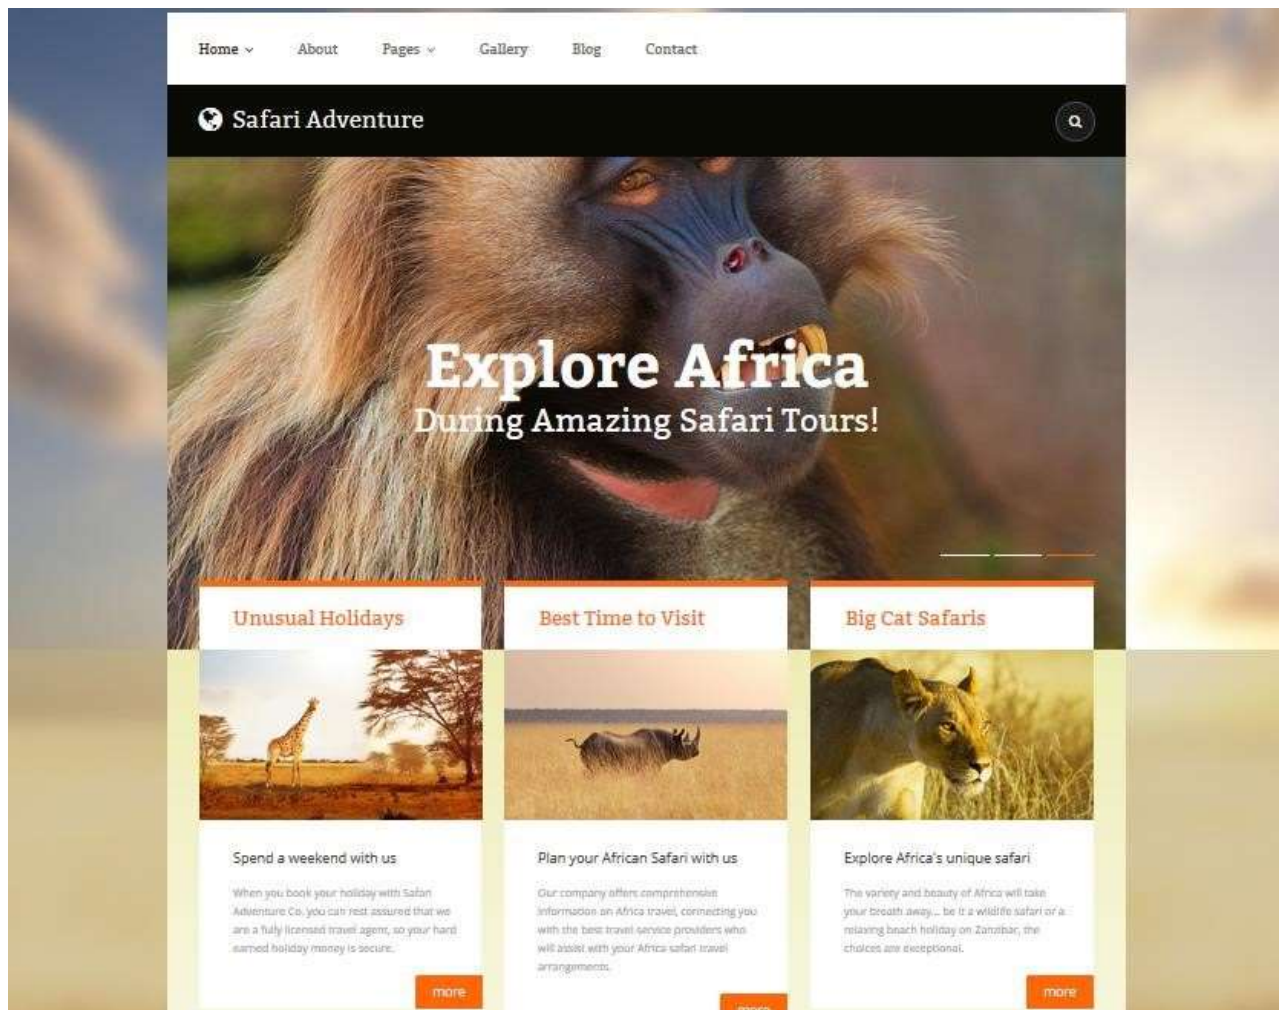 Home
About
Pages
Gallery
Blog
Contact
Safari Adventure
Explore Africa
During Amazing Safari Tours!
Unusual Holidays
Best Time to Visit
Big Cat Safaris
Spend a weekend with us
When you book your holiday with Safari
Adventure Co. you can rest assured that we
are a fully licensed travel agent, so your hard
earned holiday money is secure.
more
Plan your African Safari with us
Our company offers comprehensive
information on Africa travel, connecting you
with the best travel service providers who
will assist with your Africa safari travel
arrangements.
more
Explore Africa's unique safari
The variety and beauty of Africa will take
your breath away... be it a wildlife safari or a
relaxing beach holiday on Zanzibar, the
choices are exceptional.
more